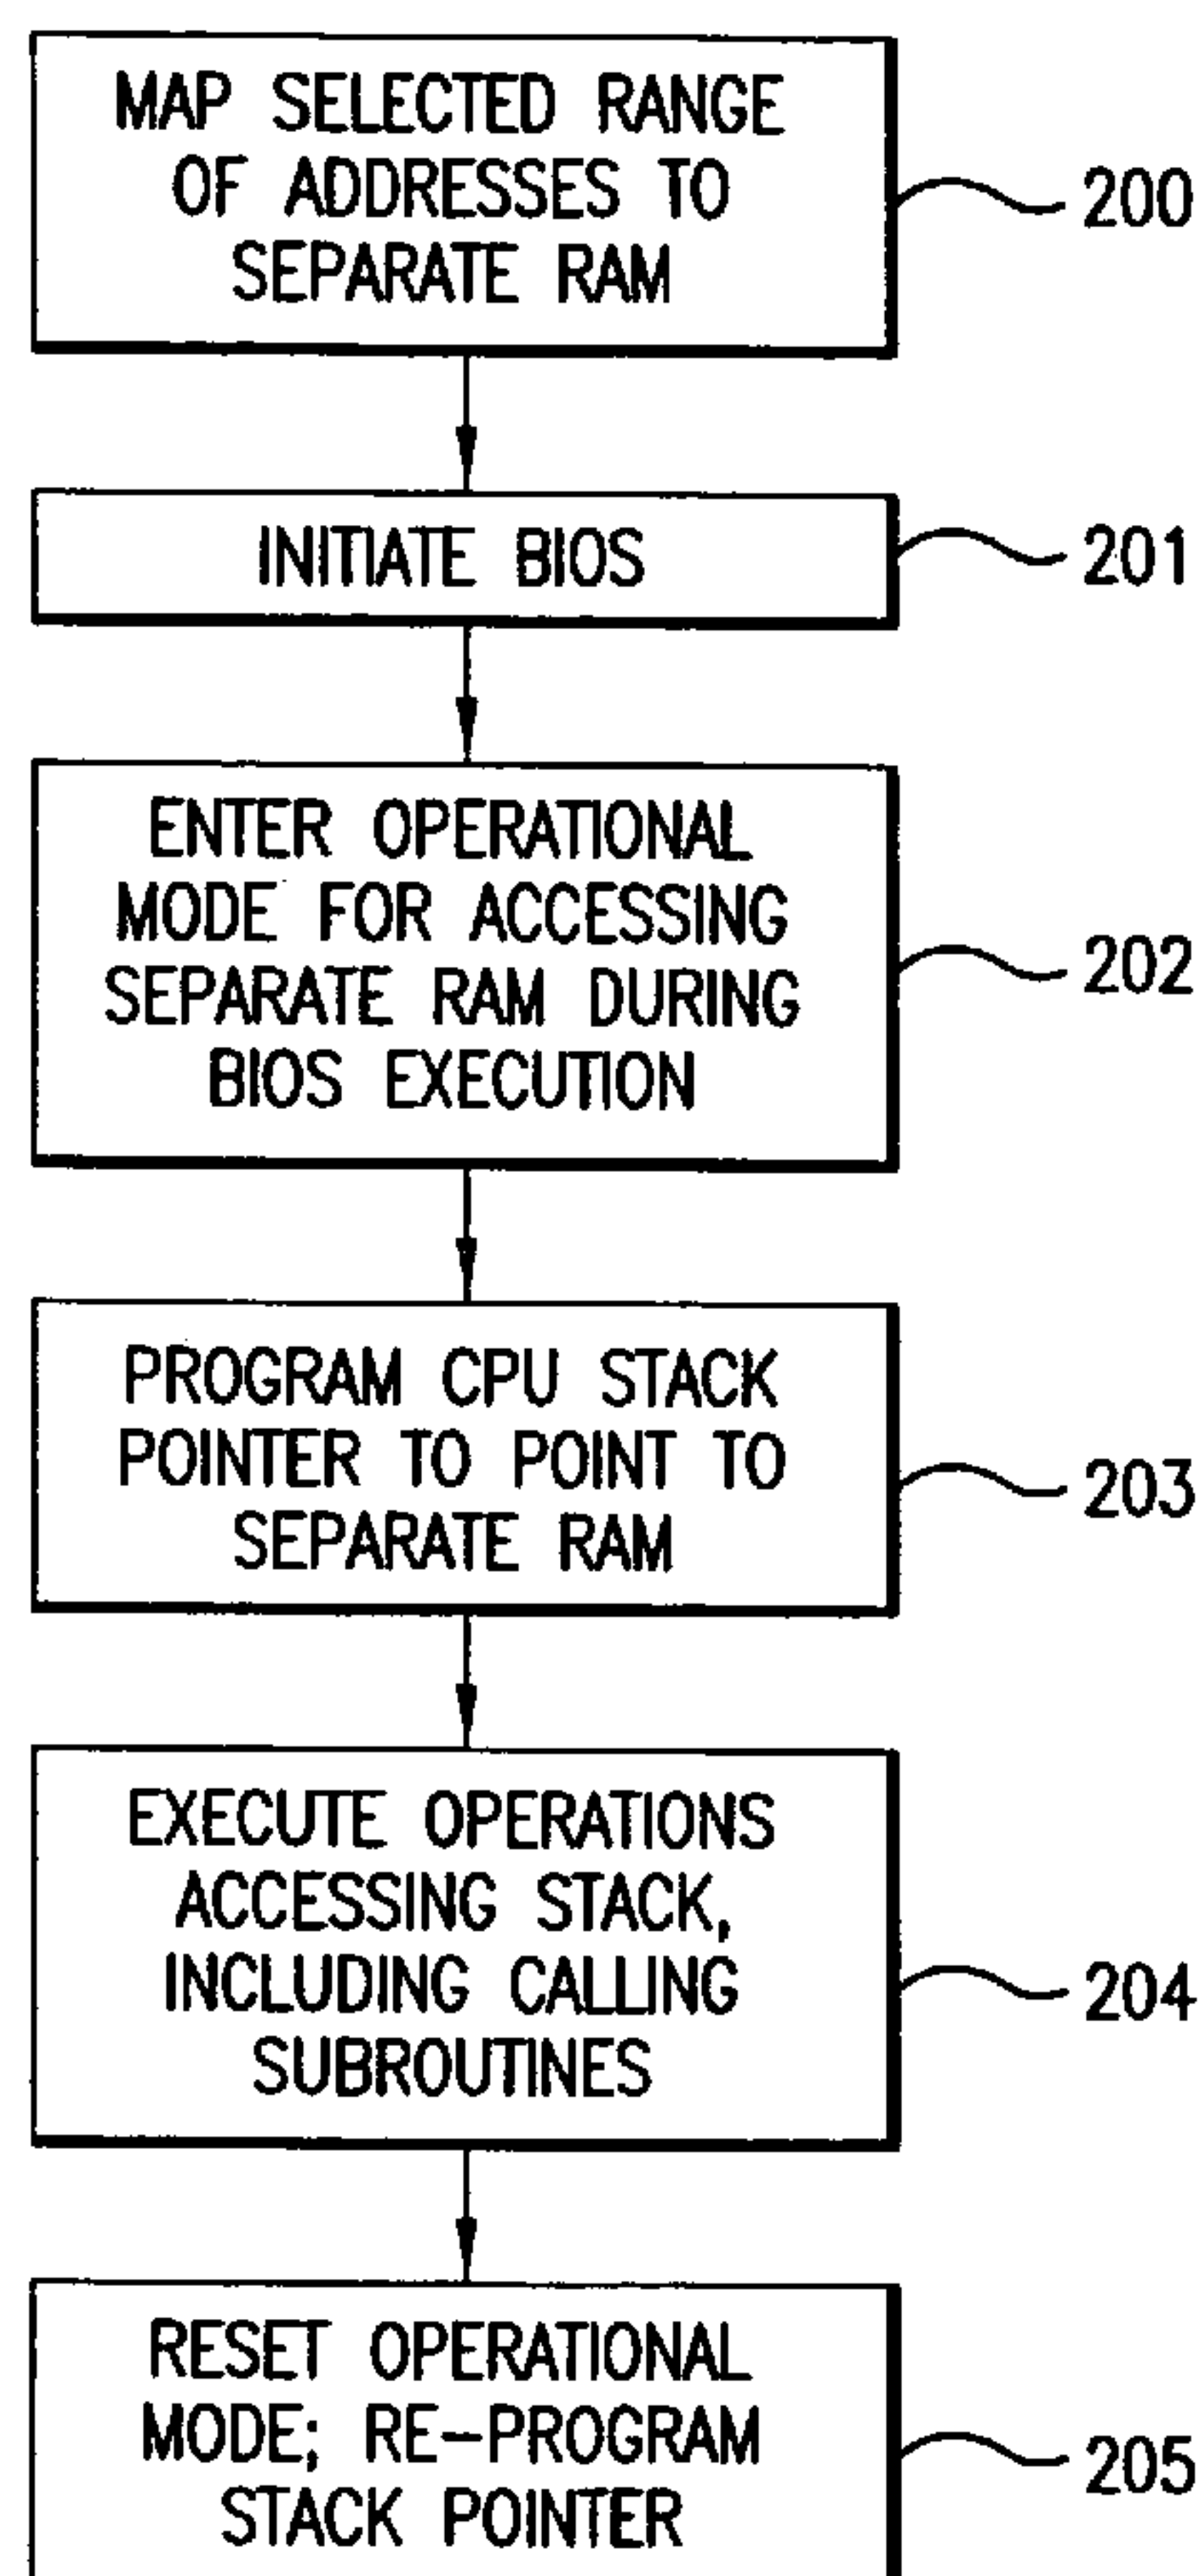 MAP SELECTED RANGE
OF ADDRESSES TO
SEPARATE RAM
200
INITIATE BIOS
201
ENTER OPERATIONAL
MODE FOR ACCESSING
SEPARATE RAM DURING
BIOS EXECUTION
202
PROGRAM CPU STACK
POINTER TO POINT TO
SEPARATE RAM
203
EXECUTE OPERATIONS
ACCESSING STACK,
INCLUDING CALLING
SUBROUTINES
204
RESET OPERATIONAL
MODE; RE-PROGRAM
STACK POINTER
205